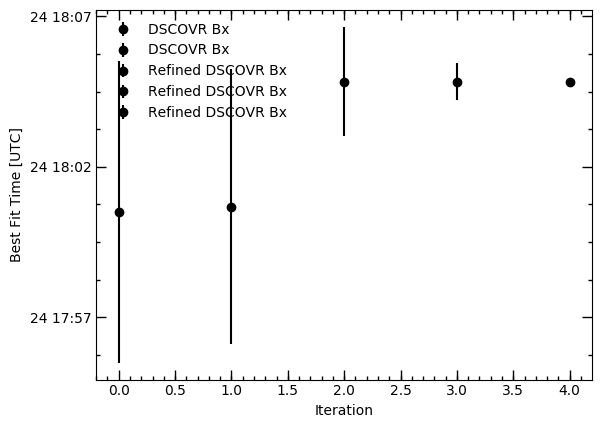 24 18:07
24 18:02
24 17:57
Best Fit Time [UTC]
DSCOVR Bx
DSCOVR Bx
Refined DSCOVR Bx
Refined DSCOVR Bx
Refined DSCOVR Bx
0.0 0.5 1.0 1.5 2.0 2.5 3.0 3.5 4.0
Iteration